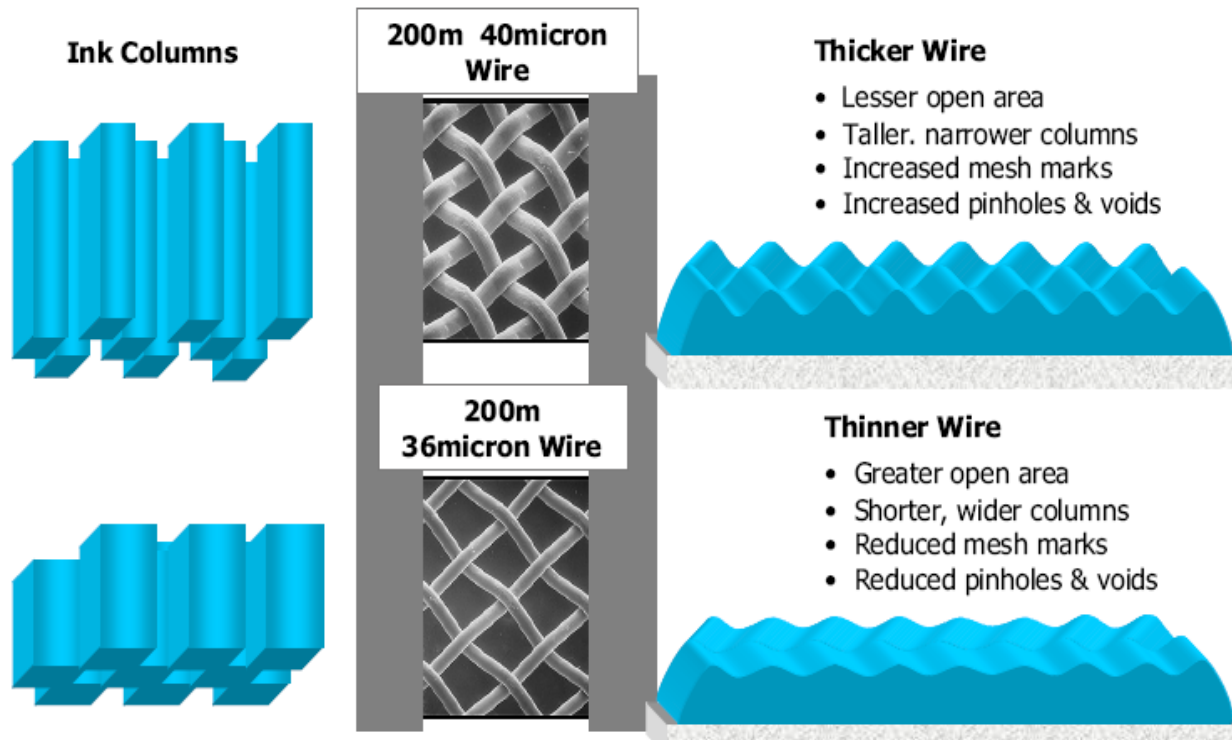 Ink Columns
200m 40micron
Wire
Thicker Wire
• Lesser open area
• Taller. narrower columns
• Increased mesh marks
• Increased pinholes & voids
200m
36micron Wire
Thinner Wire
• Greater open area
• Shorter, wider columns
• Reduced mesh marks
• Reduced pinholes & voids